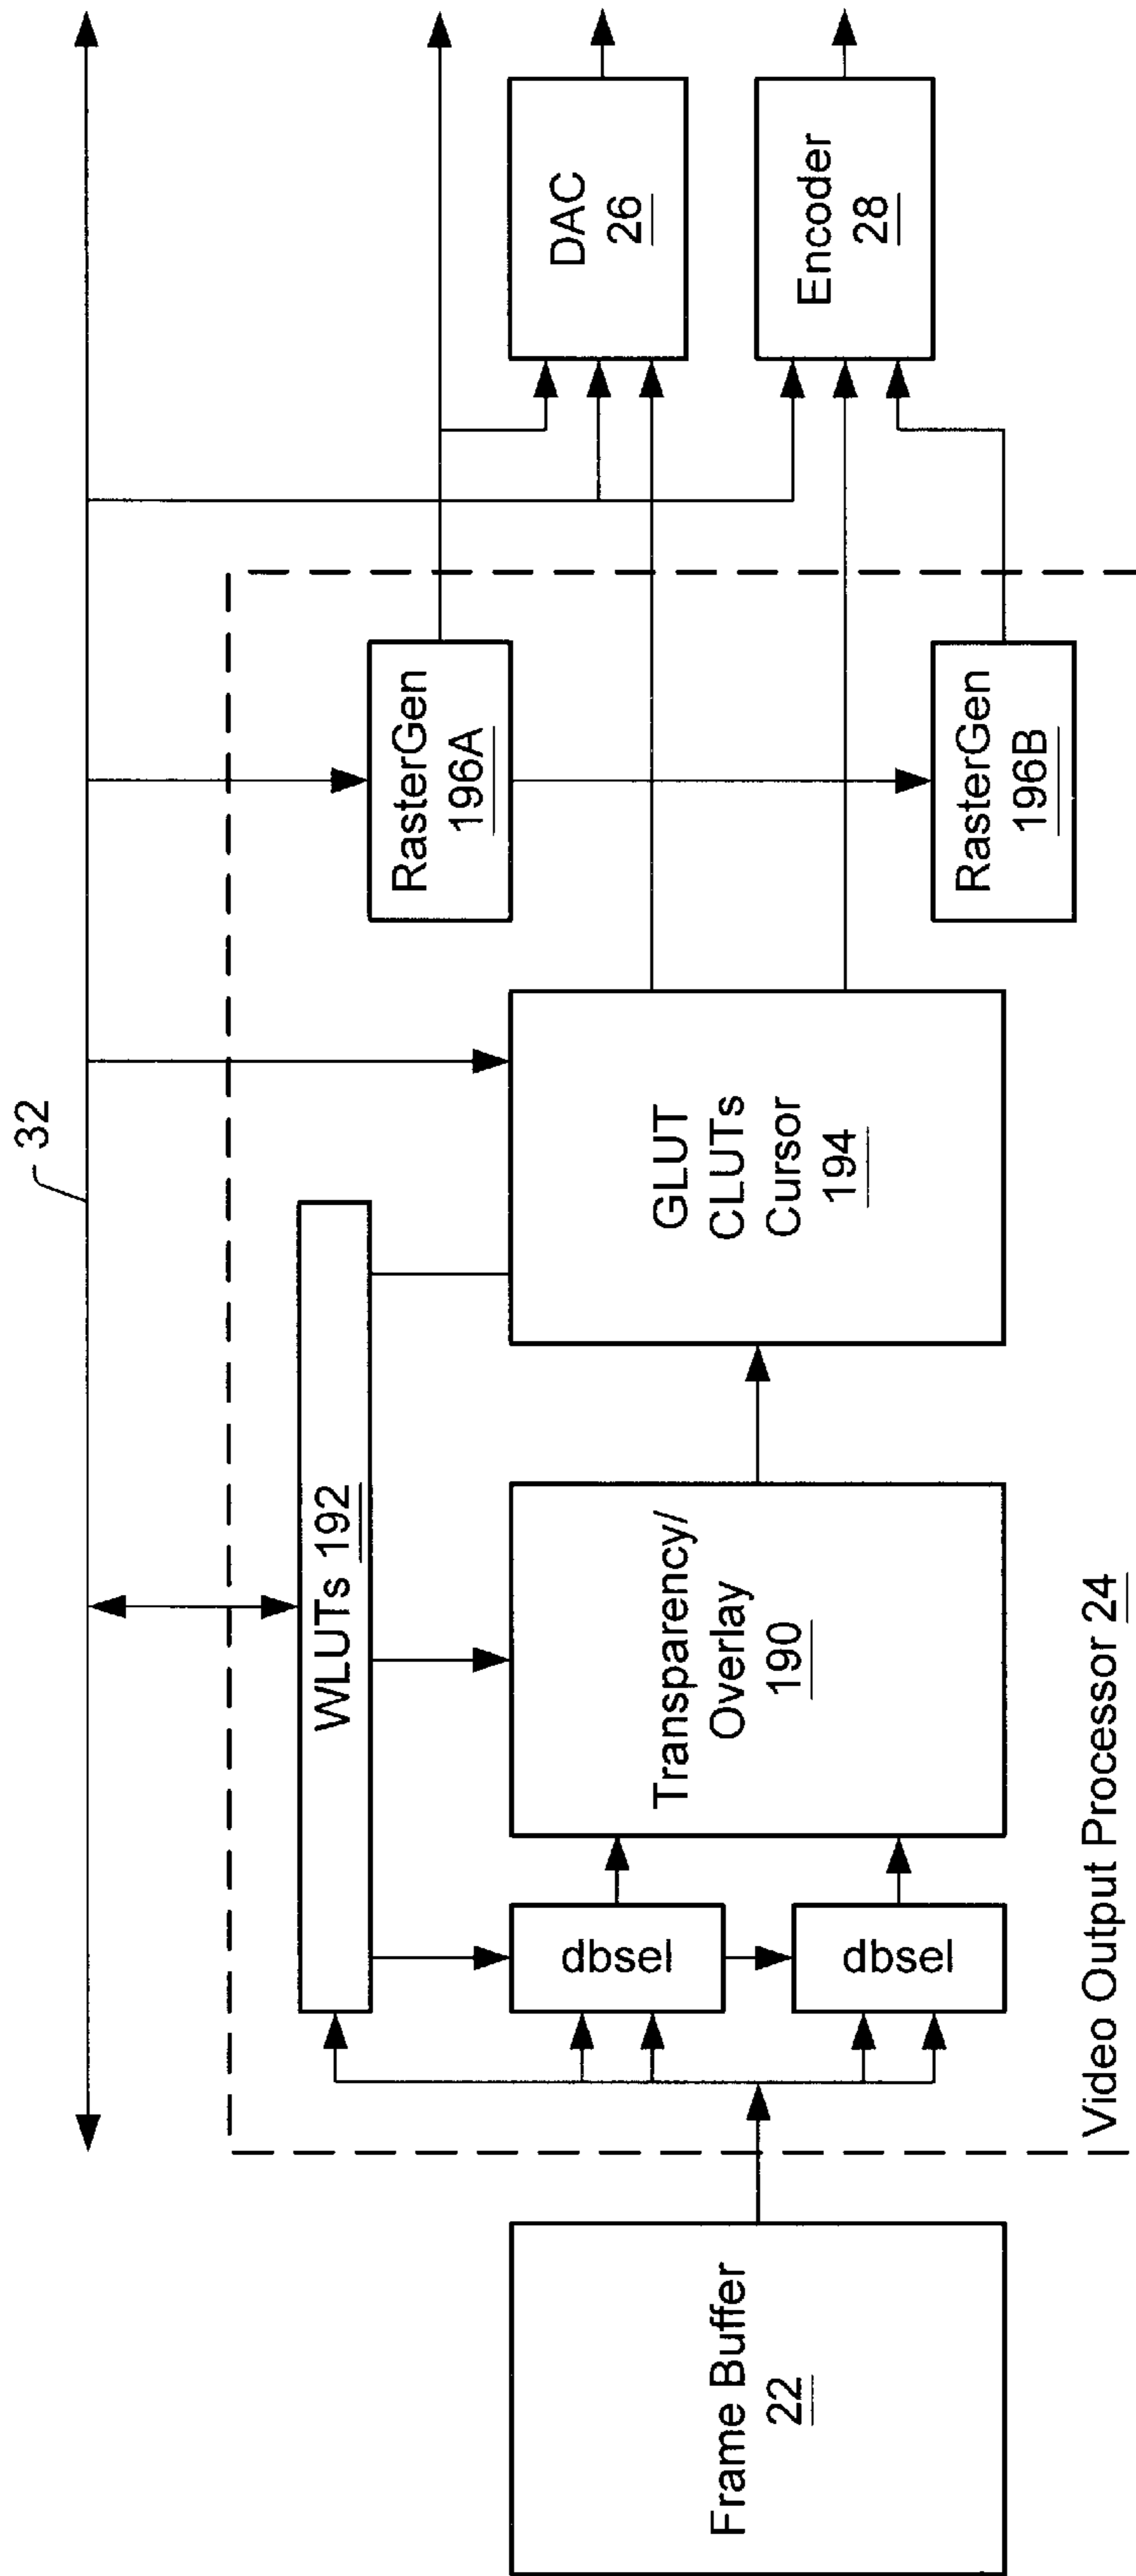 32
Frame Buffer
22
dbsel
dbsel
WLUTs 192
Transparency/
Overlay
190
GLUT
CLUTs
Cursor
194
RasterGen
196A
RasterGen
196B
DAC
26
Encoder
28
Video Output Processor 24